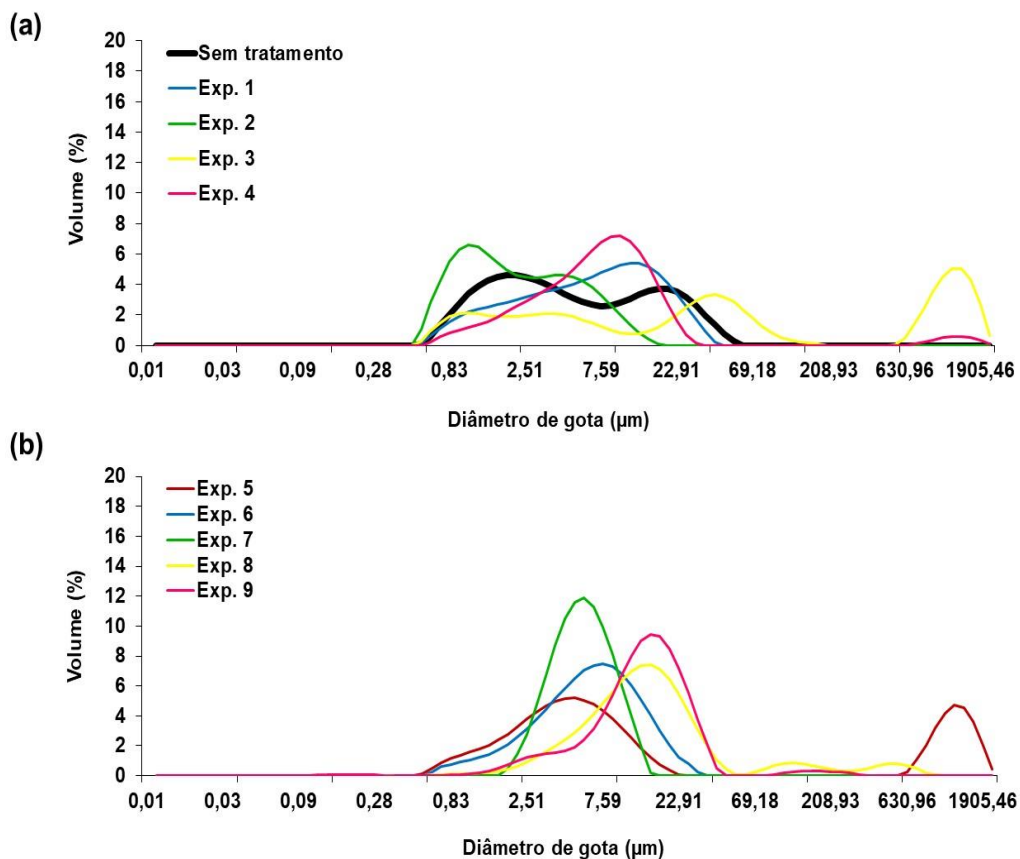 (a)
20
18
16
14
12
10
8
6
4
2
0
Volume (%)
Sem tratamento
Exp. 1
Exp. 2
Exp. 3
Exp. 4
0,01 0,03 0,09 0,28 0,83 2,51 7,59 22,91 69,18 208,93 630,96 1905,46
Diâmetro de gota (µm)
(b)
20
18
16
14
12
10
8
6
4
2
0
Volume (%)
Exp. 5
Exp. 6
Exp. 7
Exp. 8
Exp. 9
0,01 0,03 0,09 0,28 0,83 2,51 7,59 22,91 69,18 208,93 630,96 1905,46
Diâmetro de gota (µm)